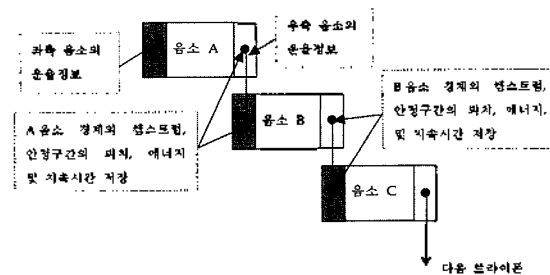 좌측 음소의
운율정보
음소 A
우측 음소의
운율정보
A음소 경계의 켑스트럼,
안정구간의 피치, 에너지
및 지속시간 저장
음소 B
B음소 경계의 켑스트럼,
안정구간의 피치, 에너지,
및 지속시간 저장
음소 C
다음 트라이폰